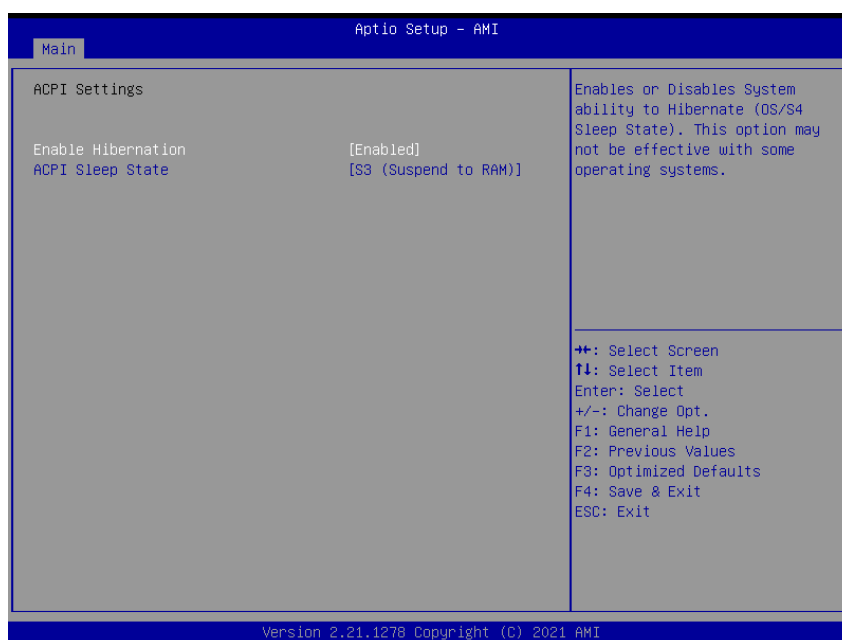 Aptio Setup – AMI
Main
ACPI Settings
Enable Hibernation [Enabled]
ACPI Sleep State [S3 (Suspend to RAM)]
Enables or Disables System
ability to Hibernate (OS/S4
Sleep State). This option may
not be effective with some
operating systems.
→←: Select Screen
↑↓: Select Item
Enter: Select
+/-: Change Opt.
F1: General Help
F2: Previous Values
F3: Optimized Defaults
F4: Save & Exit
ESC: Exit
Version 2.21.1278 Copyright (C) 2021 AMI